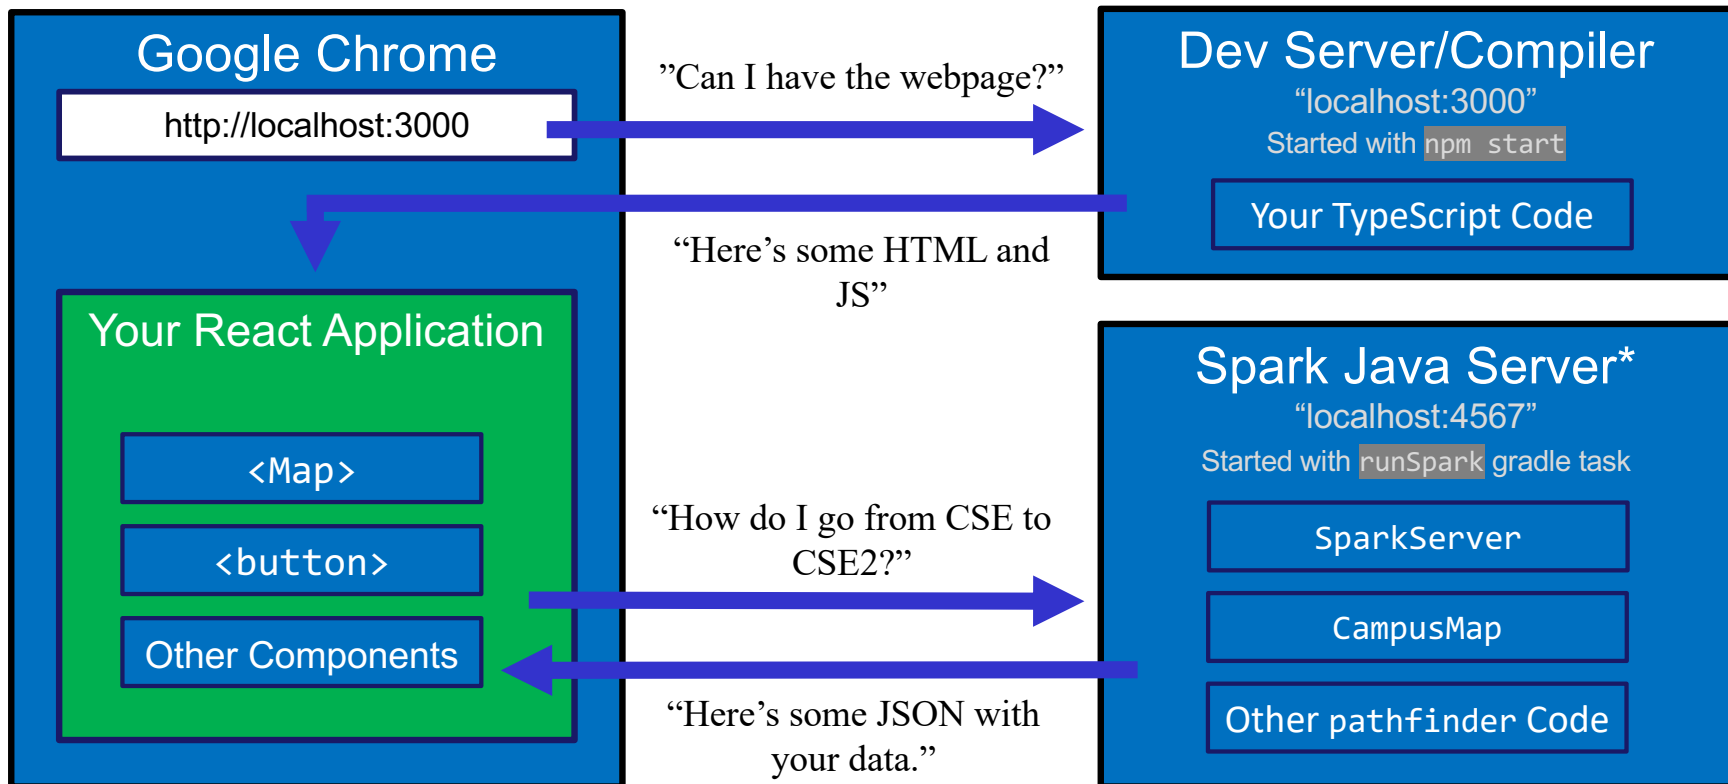 Google Chrome
http://localhost:3000
”Can I have the webpage?”
Dev Server/Compiler
“localhost:3000”
Started with npm start
Your TypeScript Code
“Here’s some HTML and
JS”
Your React Application
<Map>
<button>
Other Components
“How do I go from CSE to
CSE2?”
“Here’s some JSON with
your data.”
Spark Java Server*
“localhost:4567”
Started with runSpark gradle task
SparkServer
CampusMap
Other pathfinder Code